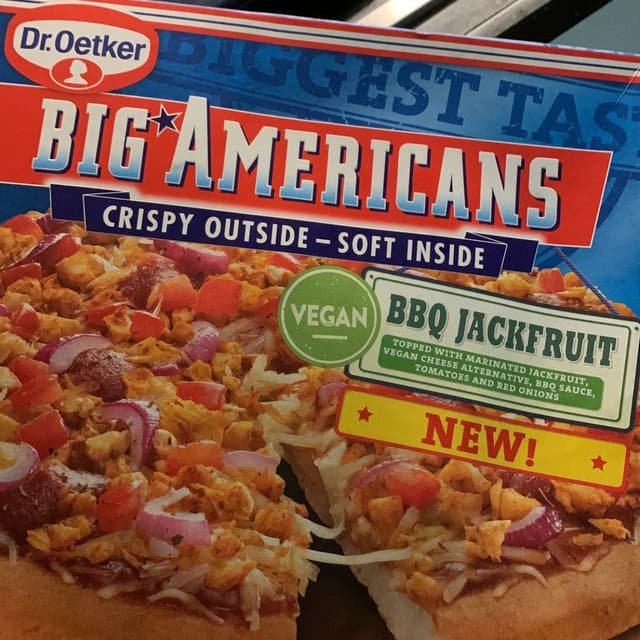 Dr. Oetker
BIGGEST TAS
BIG AMERICANS
CRISPY OUTSIDE – SOFT INSIDE
VEGAN
BBQ JACKFRUIT
TOPPED WITH MARINATED JACKFRUIT,
VEGAN CHEESE ALTERNATIVE, BBQ SAUCE,
TOMATOES AND RED ONIONS
NEW!